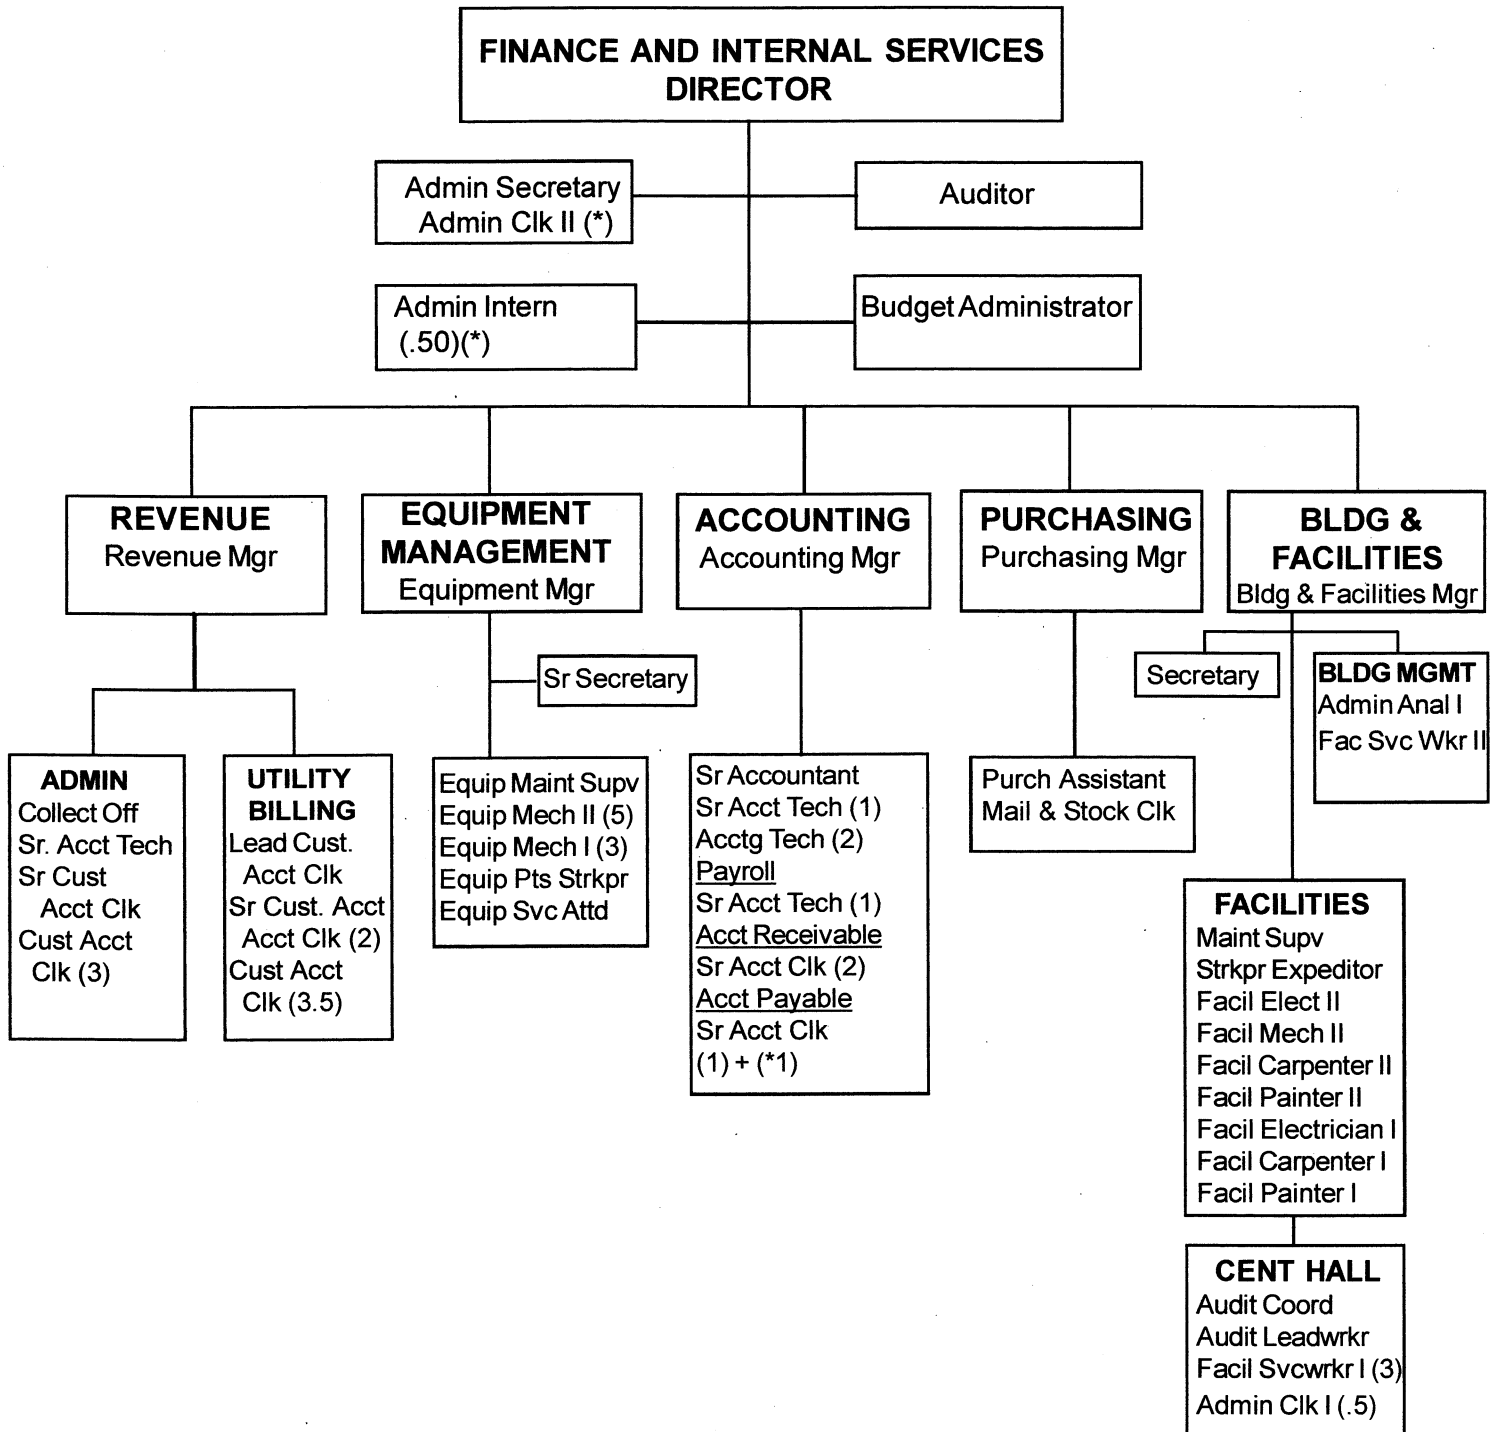 FINANCE AND INTERNAL SERVICES
DIRECTOR
Admin Secretary
Admin Clk II (*)
Auditor
Admin Intern
(.50)(*)
Budget Administrator
REVENUE
Revenue Mgr
EQUIPMENT
MANAGEMENT
Equipment Mgr
ACCOUNTING
Accounting Mgr
PURCHASING
Purchasing Mgr
BLDG &
FACILITIES
Bldg & Facilities Mgr
Sr Secretary
Secretary
BLDG MGMT
Admin Anal I
Fac Svc Wkr II
ADMIN
Collect Off
Sr. Acct Tech
Sr Cust
Acct Clk
Cust Acct
Clk (3)
UTILITY
BILLING
Lead Cust.
Acct Clk
Sr Cust. Acct
Acct Clk (2)
Cust Acct
Clk (3.5)
Equip Maint Supv
Equip Mech II (5)
Equip Mech I (3)
Equip Pts Strkpr
Equip Svc Attd
Sr Accountant
Sr Acct Tech (1)
Acctg Tech (2)
Payroll
Sr Acct Tech (1)
Acct Receivable
Sr Acct Clk (2)
Acct Payable
Sr Acct Clk
(1) + (*1)
Purch Assistant
Mail & Stock Clk
FACILITIES
Maint Supv
Strkpr Expeditor
Facil Elect II
Facil Mech II
Facil Carpenter II
Facil Painter II
Facil Electrician I
Facil Carpenter I
Facil Painter I
CENT HALL
Audit Coord
Audit Leadwrkr
Facil Svcwrkr I (3)
Admin Clk I (.5)